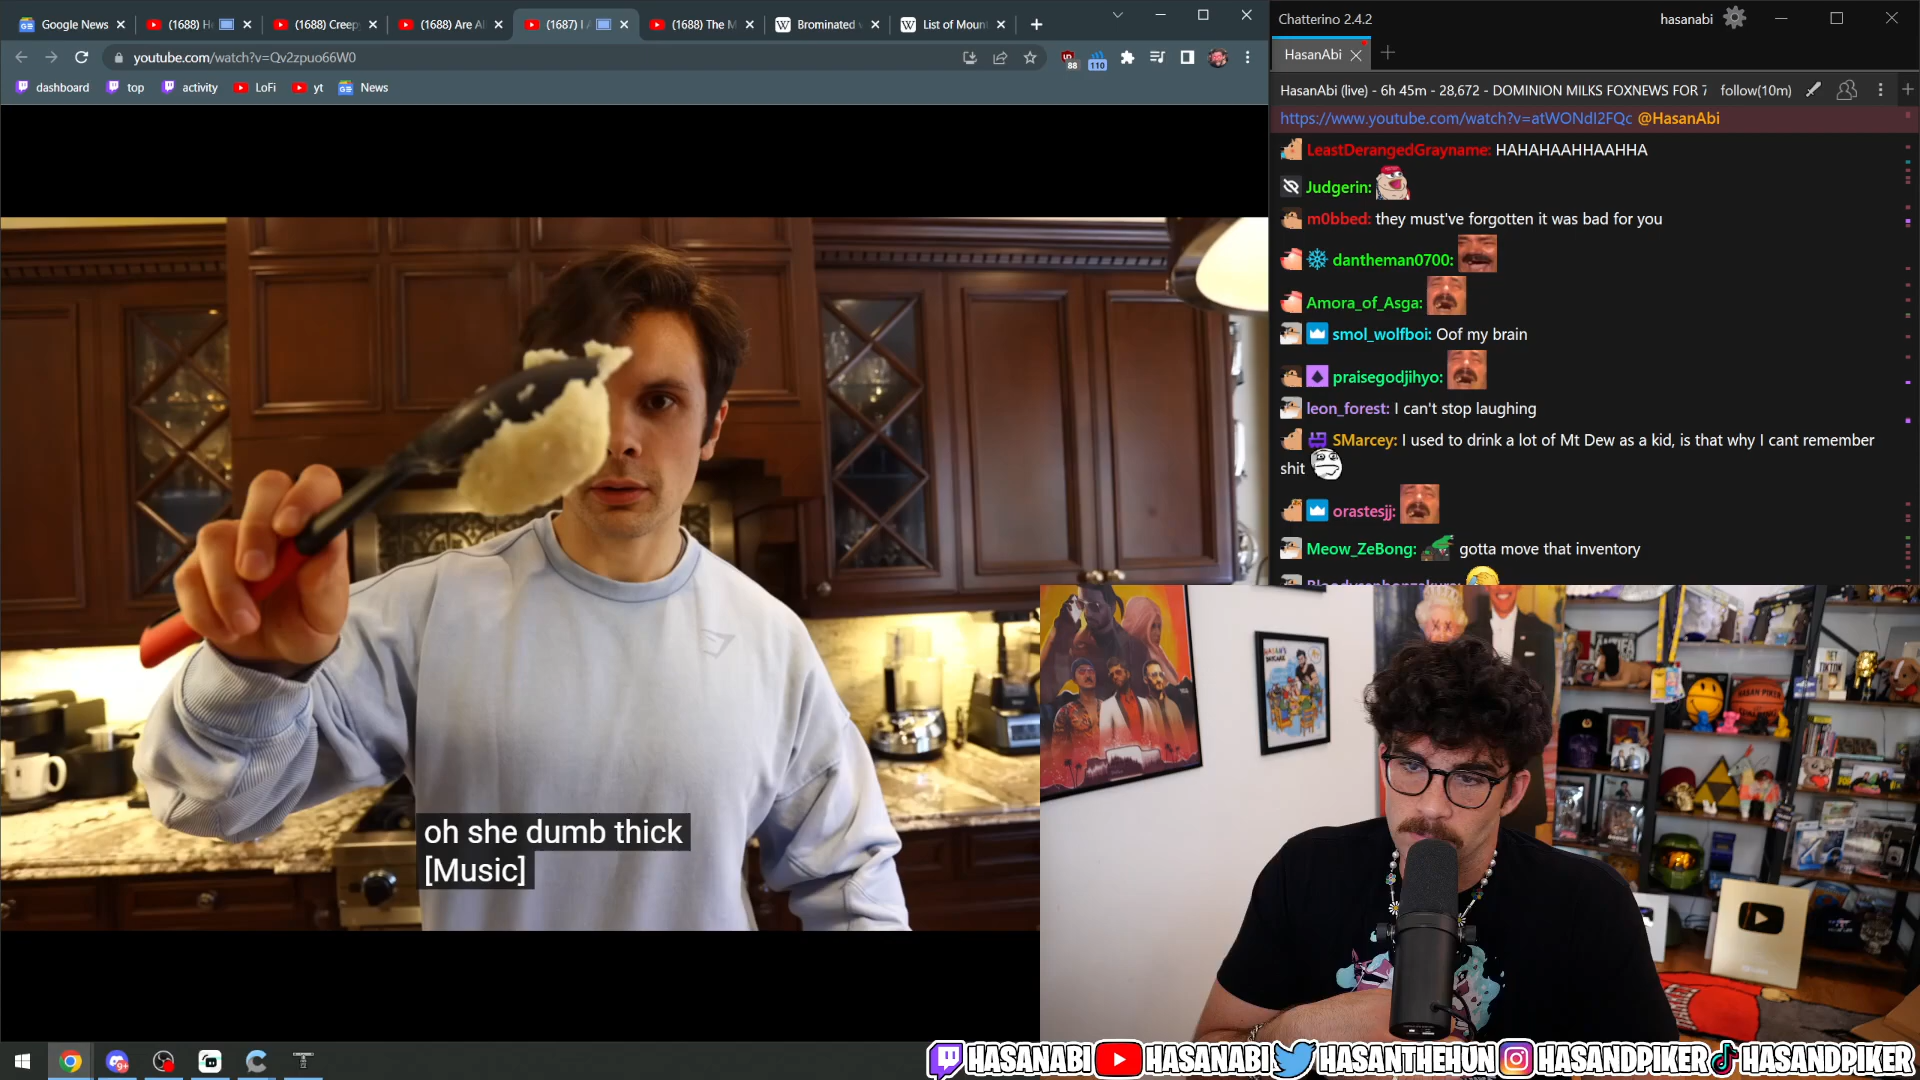 Google News
(1688) H
(1688) Creep
(1688) Are A
(1687) I
(1688) The M
Brominated v
List of Mount
youtube.com/watch?v=Qv2zpuo66W0
88
110
dashboard
top
activity
LoFi
yt
News
oh she dumb thick
[Music]
Chatterino 2.4.2
hasanabi
HasanAbi
HasanAbi (live) - 6h 45m - 28,672 - DOMINION MILKS FOXNEWS FOR 7
follow(10m)
https://www.youtube.com/watch?v=atWONdI2FQc @HasanAbi
LeastDerangedGrayname: HAHAHAAHHAAHHA
Judgerin:
m0bbed: they must've forgotten it was bad for you
dantheman0700:
Amora_of_Asga:
smol_wolfboi: Oof my brain
praisegodjihyo:
leon_forest: I can't stop laughing
SMarcey: I used to drink a lot of Mt Dew as a kid, is that why I cant remember
shit
orastesjj:
Meow_ZeBong: gotta move that inventory
HASANABI HASANABI HASANTHEHUN HASANDPIKER HASANDPIKER